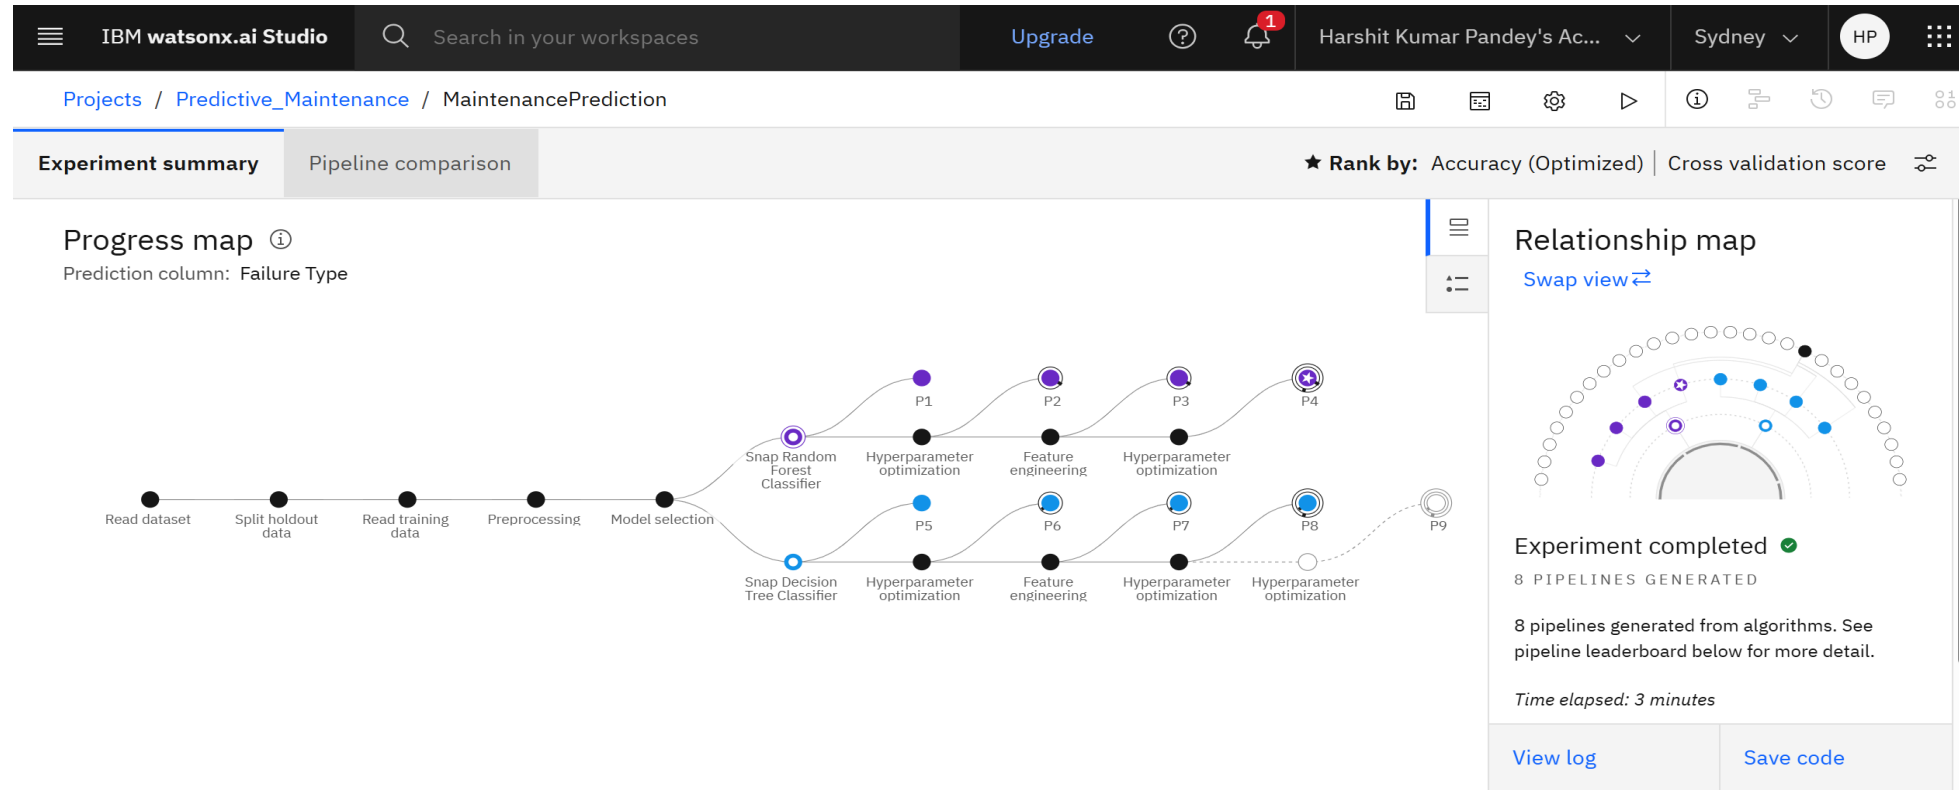 IBM watsonx.ai Studio
Search in your workspaces
Upgrade
1
Harshit Kumar Pandey's Ac...
Sydney
HP
Projects / Predictive_Maintenance / MaintenancePrediction
Experiment summary
Pipeline comparison
Rank by: Accuracy (Optimized) | Cross validation score
Progress map
Prediction column: Failure Type
Relationship map
Swap view
P1
P2
P3
P4
Snap Random
Forest
Classifier
Hyperparameter
optimization
Feature
engineering
Hyperparameter
optimization
Read dataset
Split holdout
data
Read training
data
Preprocessing
Model selection
P5
P6
P7
P8
P9
Snap Decision
Tree Classifier
Hyperparameter
optimization
Feature
engineering
Hyperparameter
optimization
Hyperparameter
optimization
Experiment completed
8 PIPELINES GENERATED
8 pipelines generated from algorithms. See
pipeline leaderboard below for more detail.
Time elapsed: 3 minutes
View log
Save code